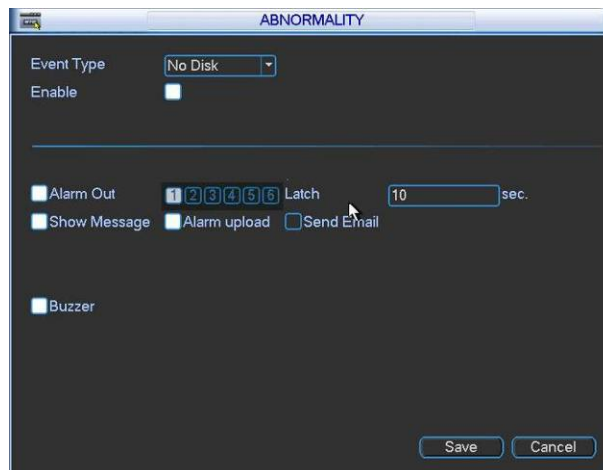 ABNORMALITY
Event Type No Disk
Enable
Alarm Out 1 2 3 4 5 6 Latch 10 sec.
Show Message Alarm upload Send Email
Buzzer
Save Cancel